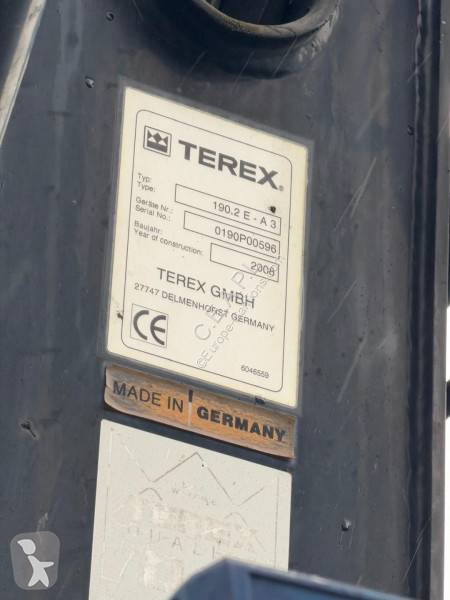 TEREX®
Typ:
Type:
190.2 E - A 3
Geräte Nr.:
Serial No.:
0190P00596
Baujahr:
Year of construction:
2008
TEREX GMBH
27747 DELMENHORST GERMANY
CE
6046559
MADE IN GERMANY